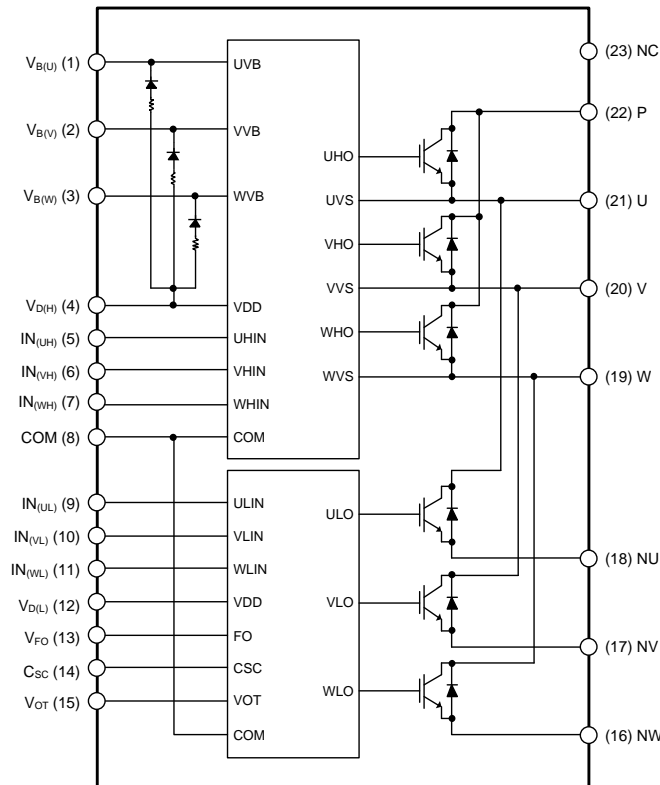 V_B(U) (1)
V_B(V) (2)
V_B(W) (3)
V_D(H) (4)
IN_(UH) (5)
IN_(VH) (6)
IN_(WH) (7)
COM (8)
IN_(UL) (9)
IN_(VL) (10)
IN_(WL) (11)
V_D(L) (12)
V_FO (13)
C_SC (14)
V_OT (15)
UVB
VVB
WVB
VDD
UHIN
VHIN
WHIN
COM
UHO
UVS
VHO
VVS
WHO
WVS
ULIN
VLIN
WLIN
VDD
FO
CSC
VOT
COM
ULO
VLO
WLO
(23) NC
(22) P
(21) U
(20) V
(19) W
(18) NU
(17) NV
(16) NW